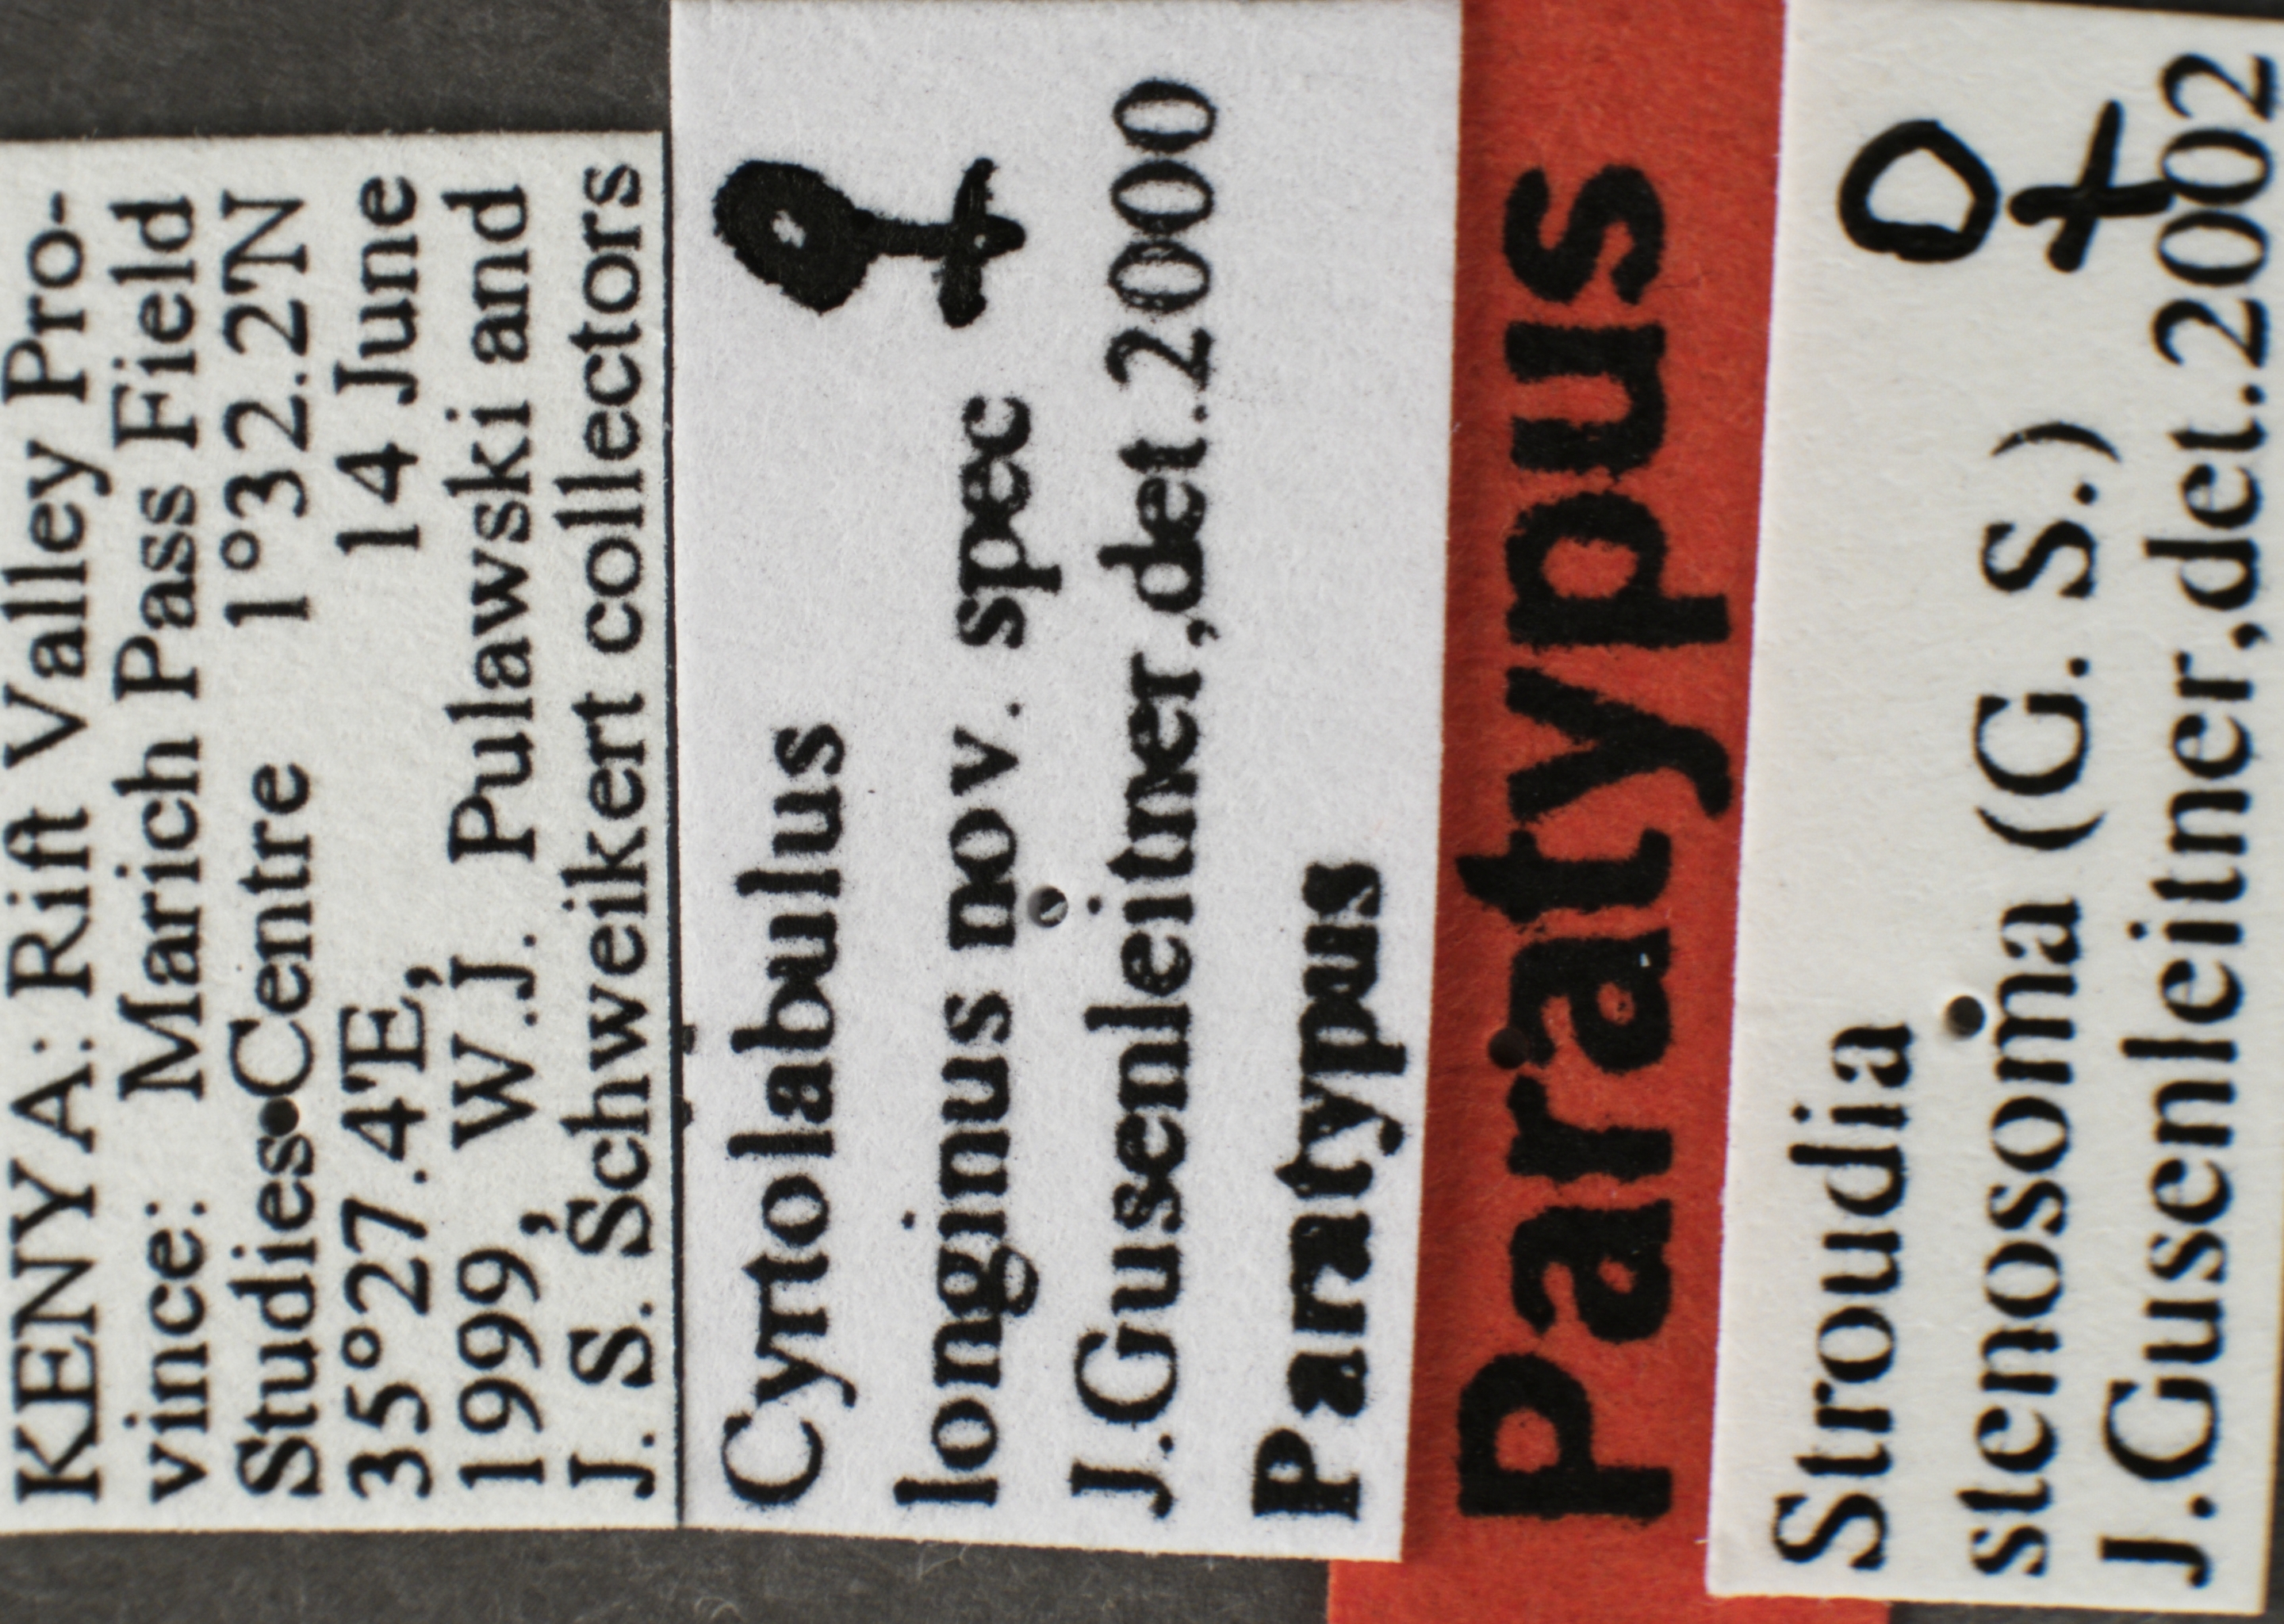 KENYA: Rift Valley Pro-
vince: Marich Pass Field
Studies Centre 1°32.2'N
35°27.4'E, 14 June
1999, W.J. Pulawski and
J. S. Schweikert collectors
Cyrtolabulus ♀
longinus nov. spec
J.Gusenleitner,det.2000
Paratypus
Paratypus
Stroudia ♀
stenosoma (G. S.)
J.Gusenleitner,det.2002